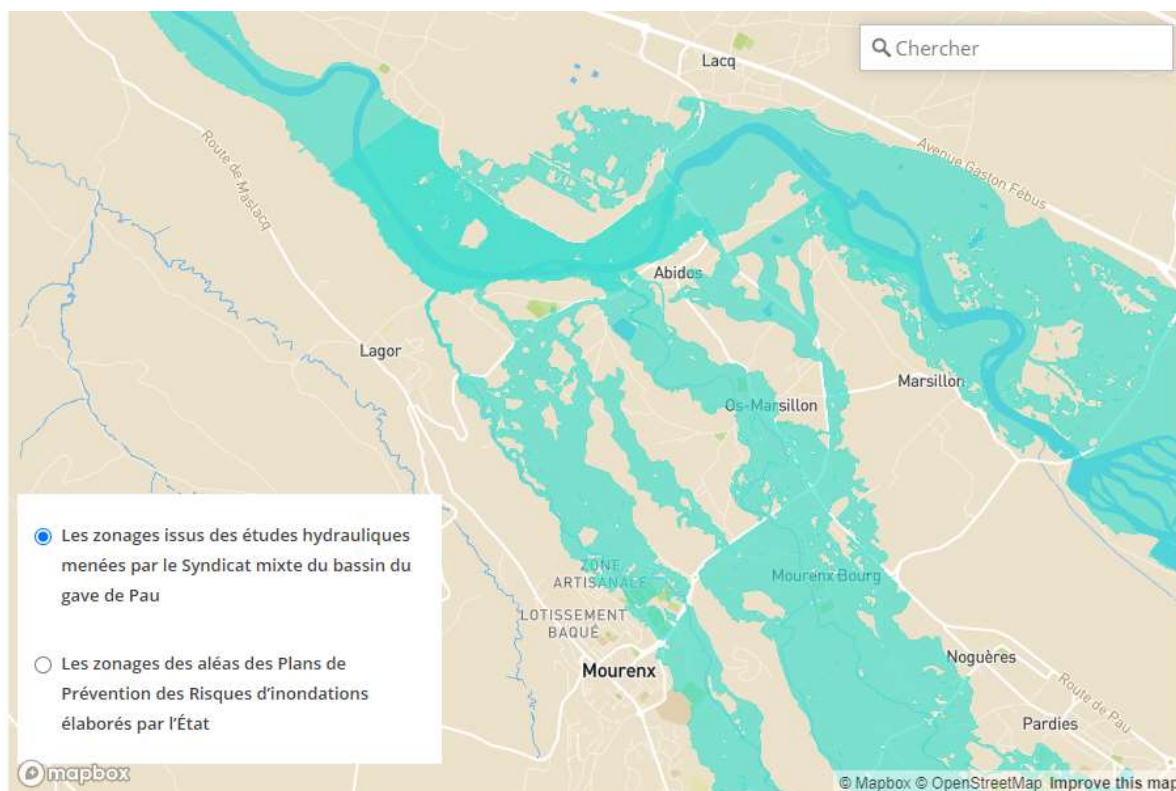 Chercher
Lacq
Avenue Gaston Fébus
Route de Maslacq
Abidos
Lagor
Marsillon
Os-Marsillon
Les zonages issus des études hydrauliques
menées par le Syndicat mixte du bassin du
gave de Pau
Les zonages des aléas des Plans de
Prévention des Risques d'inondations
élaborés par l'État
ZONE
ARTISANALE
Mourenx Bourg
LOTISSEMENT
BAQUÉ
Mourenx
Noguères
Route de Pau
Pardies
mapbox
© Mapbox © OpenStreetMap Improve this map